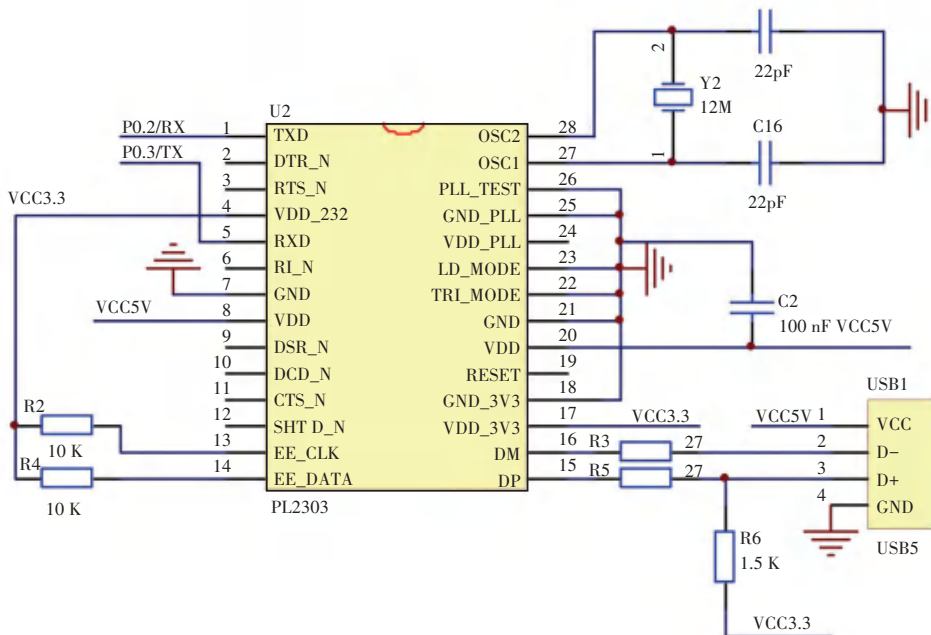 U2
P0.2/RX
P0.3/TX
VCC3.3
VCC5V
1 TXD
2 DTR_N
3 RTS_N
4 VDD_232
5 RXD
6 RI_N
7 GND
8 VDD
9 DSR_N
10 DCD_N
11 CTS_N
12 SHT D_N
13 EE_CLK
14 EE_DATA
R2
10 K
R4
10 K
OSC2 28
OSC1 27
PLL_TEST 26
GND_PLL 25
VDD_PLL 24
LD_MODE 23
TRI_MODE 22
GND 21
VDD 20
RESET 19
GND_3V3 18
VDD_3V3 17
DM 16
DP 15
PL2303
2
Y2
12M
1
22pF
C16
22pF
C2
100 nF VCC5V
VCC3.3
R3 27
R5 27
R6
1.5 K
VCC3.3
USB1
VCC5V 1 VCC
2 D-
3 D+
4 GND
USB5